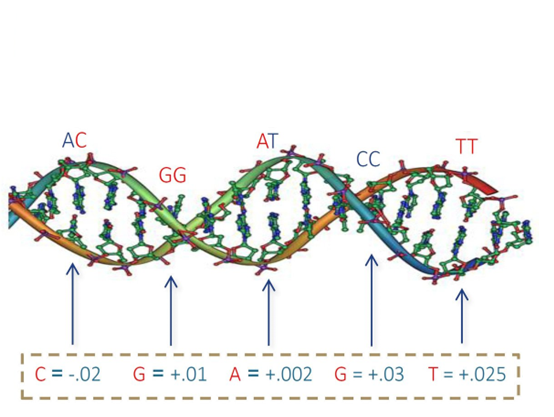 AC
GG
AT
CC
TT
C = -.02
G = +.01
A = +.002
G = +.03
T = +.025